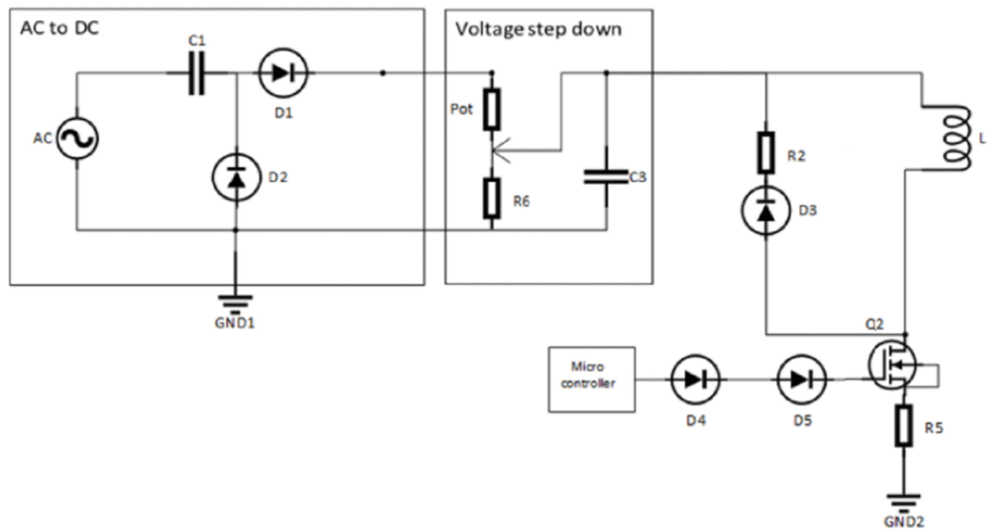 AC to DC
Voltage step down
C1
D1
AC
D2
GND1
Pot
R6
C3
R2
D3
L
Q2
Micro
controller
D4
D5
R5
GND2